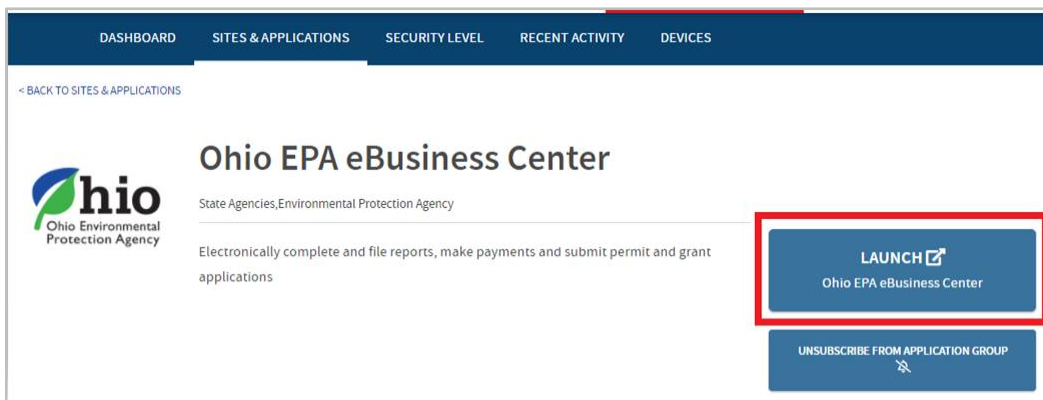 DASHBOARD SITES & APPLICATIONS SECURITY LEVEL RECENT ACTIVITY DEVICES
< BACK TO SITES & APPLICATIONS
Ohio EPA eBusiness Center
State Agencies,Environmental Protection Agency
Ohio
Ohio Environmental
Protection Agency
Electronically complete and file reports, make payments and submit permit and grant
applications
LAUNCH
Ohio EPA eBusiness Center
UNSUBSCRIBE FROM APPLICATION GROUP